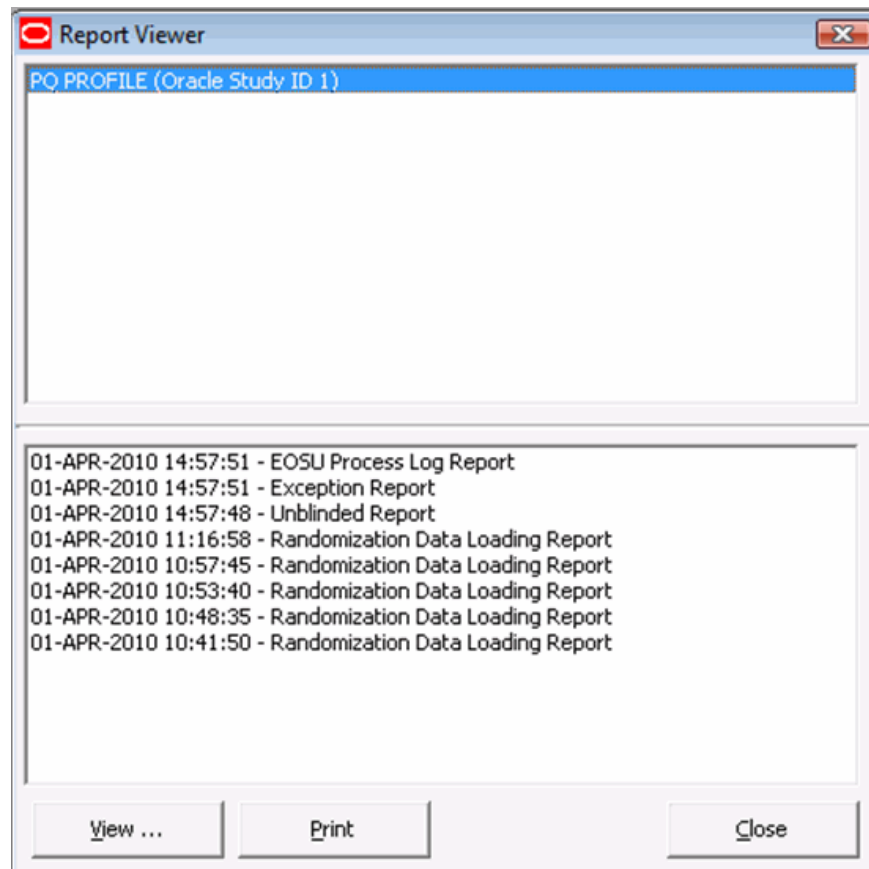 Report Viewer
PQ PROFILE (Oracle Study ID 1)
01-APR-2010 14:57:51 - EOSU Process Log Report
01-APR-2010 14:57:51 - Exception Report
01-APR-2010 14:57:48 - Unblinded Report
01-APR-2010 11:16:58 - Randomization Data Loading Report
01-APR-2010 10:57:45 - Randomization Data Loading Report
01-APR-2010 10:53:40 - Randomization Data Loading Report
01-APR-2010 10:48:35 - Randomization Data Loading Report
01-APR-2010 10:41:50 - Randomization Data Loading Report
View ... Print Close